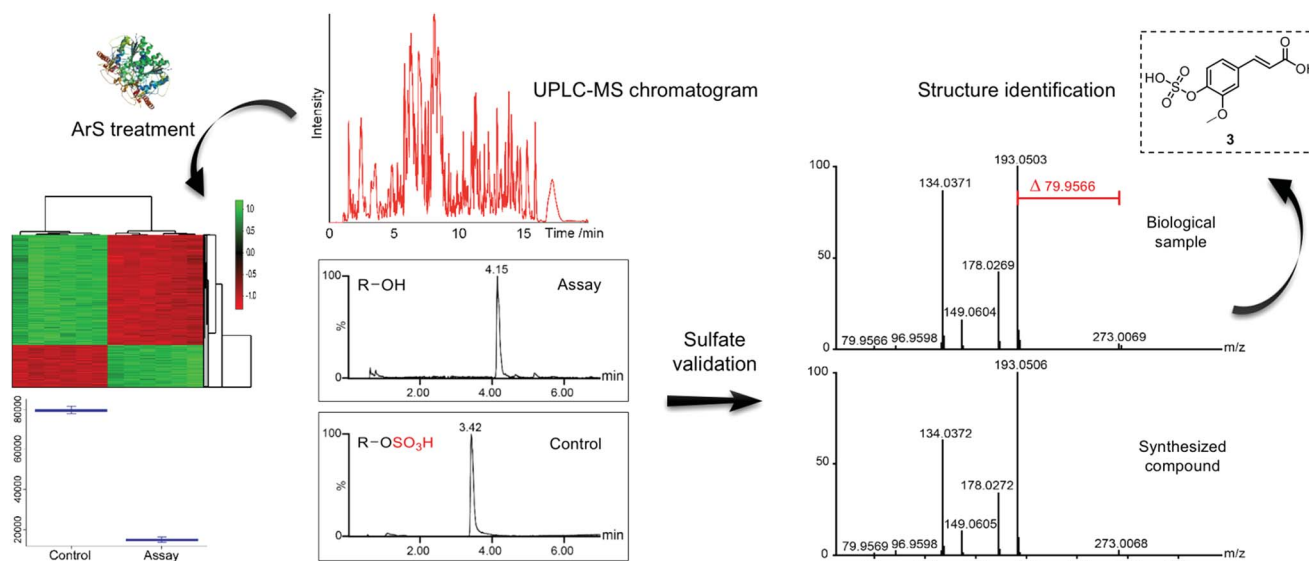 ArS treatment
1.0
0.5
0.0
-0.5
-1.0
80000
60000
40000
20000
Control
Assay
Intensity
UPLC-MS chromatogram
0
5
10
15
Time /min
100
%
0
R–OH
4.15
Assay
2.00
4.00
6.00
min
100
%
0
R–OSO₃H
3.42
Control
2.00
4.00
6.00
min
Sulfate
validation
Structure identification
HO
O
S
O
O
O
O
OH
3
100
50
0
193.0503
134.0371
Δ 79.9566
Biological
sample
178.0269
149.0604
79.9566
96.9598
273.0069
m/z
100
50
0
193.0506
134.0372
Synthesized
compound
178.0272
149.0605
79.9569
96.9598
273.0068
m/z